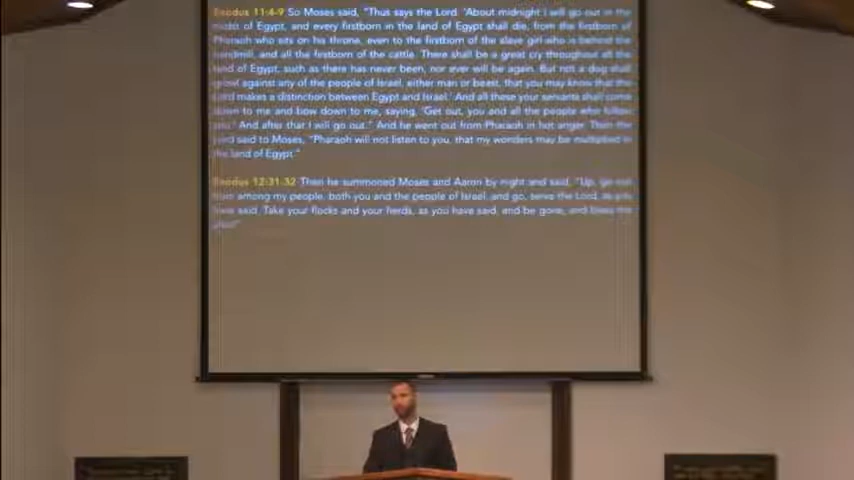 Exodus 11:4-9 So Moses said, "Thus says the Lord, 'About midnight I will go out in the
midst of Egypt, and every firstborn in the land of Egypt shall die, from the firstborn of
Pharaoh who sits on his throne, even to the firstborn of the slave girl who is behind the
handmill, and all the firstborn of the cattle. There shall be a great cry throughout all the
land of Egypt, such as there has never been, nor ever will be again. But not a dog shall
growl against any of the people of Israel, either man or beast, that you may know that the
Lord makes a distinction between Egypt and Israel.' And all these your servants shall come
down to me and bow down to me, saying, 'Get out, you and all the people who follow
you.' And after that I will go out." And he went out from Pharaoh in hot anger. Then the
Lord said to Moses, "Pharaoh will not listen to you, that my wonders may be multiplied in
the land of Egypt."
Exodus 12:31-32 Then he summoned Moses and Aaron by night and said, "Up, go out
from among my people, both you and the people of Israel; and go, serve the Lord, as you
have said. Take your flocks and your herds, as you have said, and be gone, and bless me
also!"